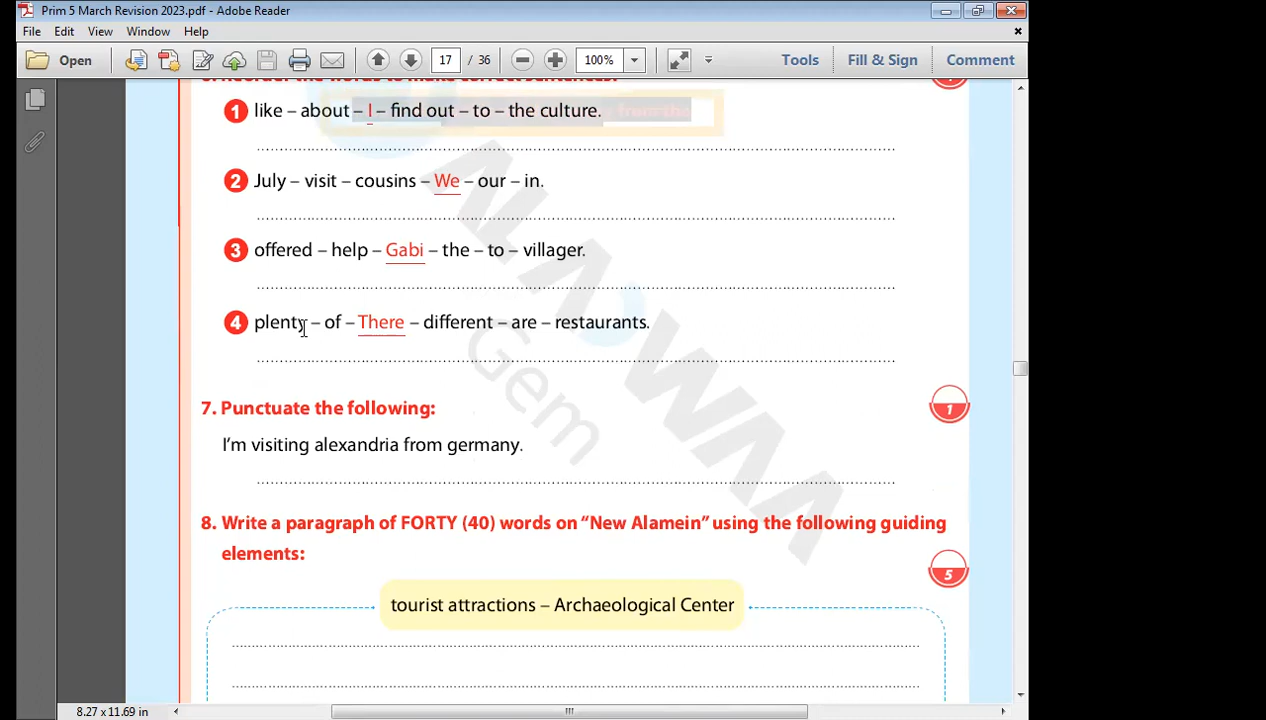 Prim 5 March Revision 2023.pdf - Adobe Reader
File Edit View Window Help
Open 17 / 36 100% Tools Fill & Sign Comment
1 like – about – I – find out – to – the culture.
2 July – visit – cousins – We – our – in.
3 offered – help – Gabi – the – to – villager.
4 plenty – of – There – different – are – restaurants.
7. Punctuate the following:
1
I'm visiting alexandria from germany.
8. Write a paragraph of FORTY (40) words on “New Alamein” using the following guiding
elements:
5
tourist attractions – Archaeological Center
ALAWAA
Gem
8.27 x 11.69 in